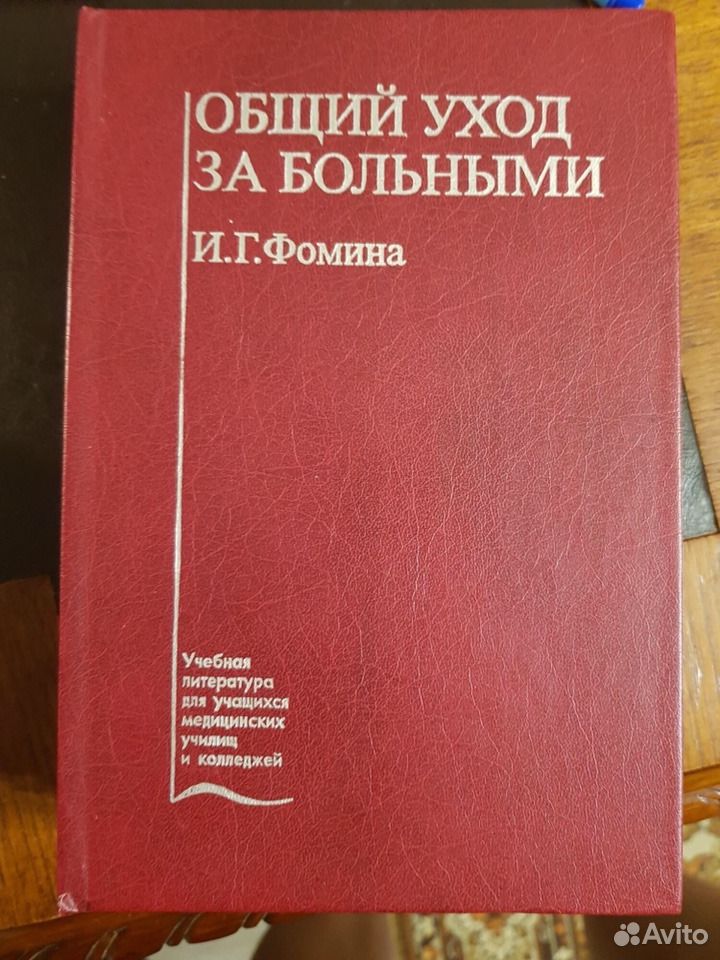 ОБЩИЙ УХОД
ЗА БОЛЬНЫМИ
И.Г.Фомина
Учебная
литература
для учащихся
медицинских
училищ
и колледжей
Avito